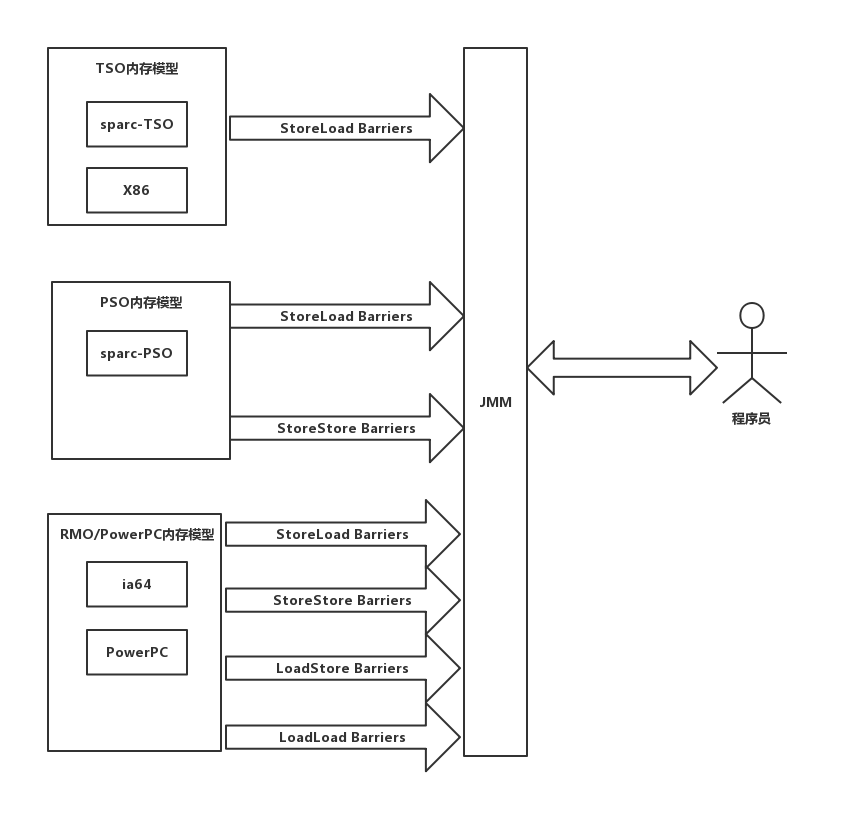 TSO内存模型
sparc-TSO
X86
StoreLoad Barriers
PSO内存模型
sparc-PSO
StoreLoad Barriers
StoreStore Barriers
RMO/PowerPC内存模型
ia64
PowerPC
StoreLoad Barriers
StoreStore Barriers
LoadStore Barriers
LoadLoad Barriers
JMM
程序员